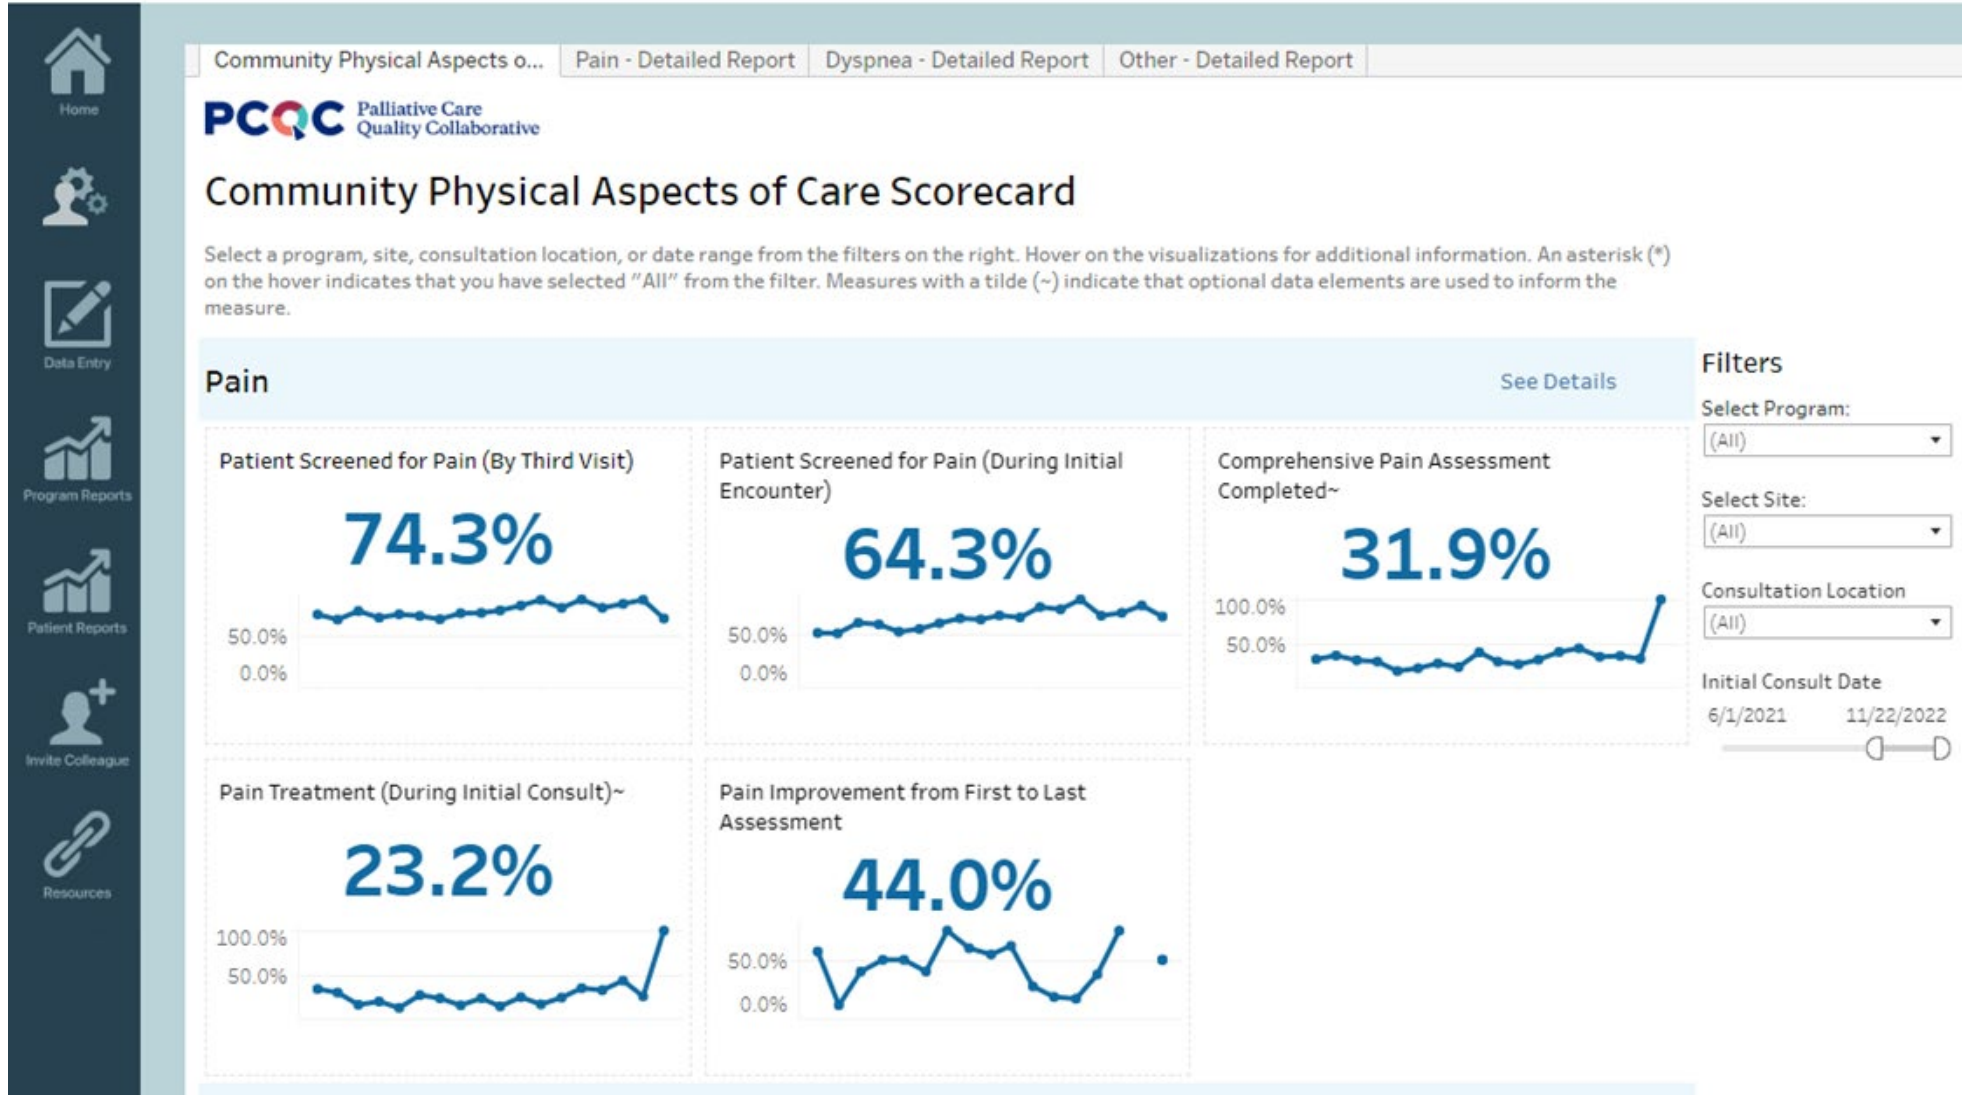 Home
Data Entry
Program Reports
Patient Reports
Invite Colleague
Resources
Community Physical Aspects o...
Pain - Detailed Report
Dyspnea - Detailed Report
Other - Detailed Report
PCQC
Palliative Care
Quality Collaborative
Community Physical Aspects of Care Scorecard
Select a program, site, consultation location, or date range from the filters on the right. Hover on the visualizations for additional information. An asterisk (*)
on the hover indicates that you have selected "All" from the filter. Measures with a tilde (~) indicate that optional data elements are used to inform the
measure.
Pain
See Details
Patient Screened for Pain (By Third Visit)
74.3%
50.0%
0.0%
Patient Screened for Pain (During Initial
Encounter)
64.3%
50.0%
0.0%
Comprehensive Pain Assessment
Completed~
31.9%
100.0%
50.0%
Pain Treatment (During Initial Consult)~
23.2%
100.0%
50.0%
Pain Improvement from First to Last
Assessment
44.0%
50.0%
0.0%
Filters
Select Program:
(All)
Select Site:
(All)
Consultation Location
(All)
Initial Consult Date
6/1/2021
11/22/2022